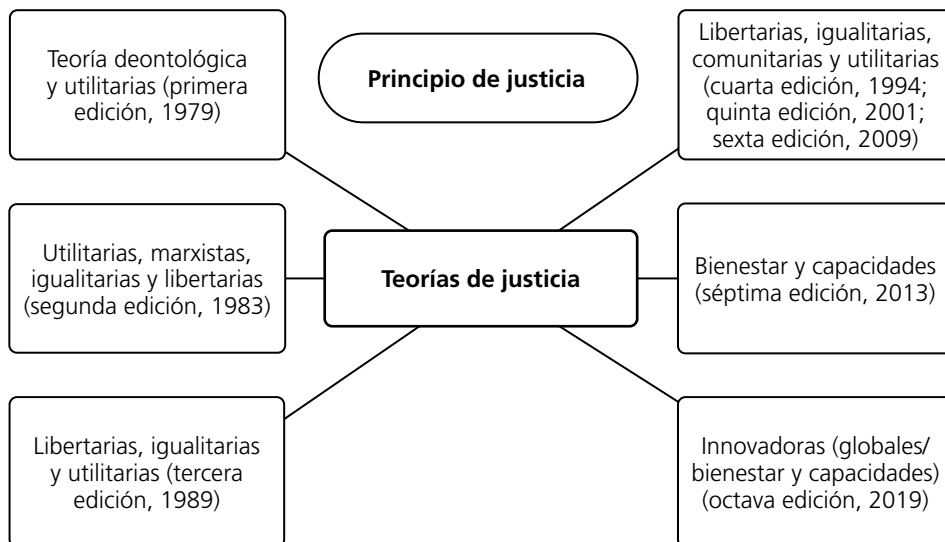 Teoría deontológica
y utilitarias (primera
edición, 1979)
Principio de justicia
Libertarias, igualitarias,
comunitarias y utilitarias
(cuarta edición, 1994;
quinta edición, 2001;
sexta edición, 2009)
Utilitarias, marxistas,
igualitarias y libertarias
(segunda edición, 1983)
Teorías de justicia
Bienestar y capacidades
(séptima edición, 2013)
Libertarias, igualitarias
y utilitarias (tercera
edición, 1989)
Innovadoras (globales/
bienestar y capacidades)
(octava edición, 2019)